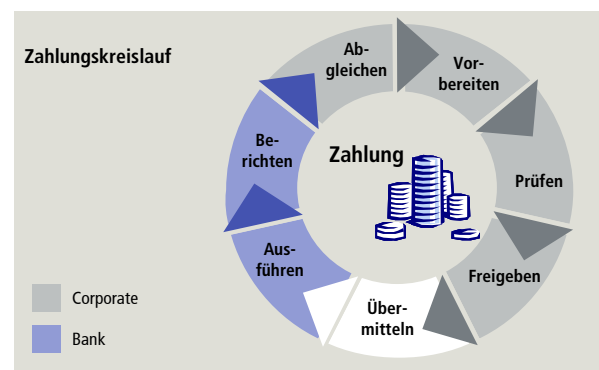 Zahlungskreislauf
Ab-
gleichen
Vor-
bereiten
Be-
richten
Zahlung
Prüfen
Aus-
führen
Freigeben
Über-
mitteln
Corporate
Bank